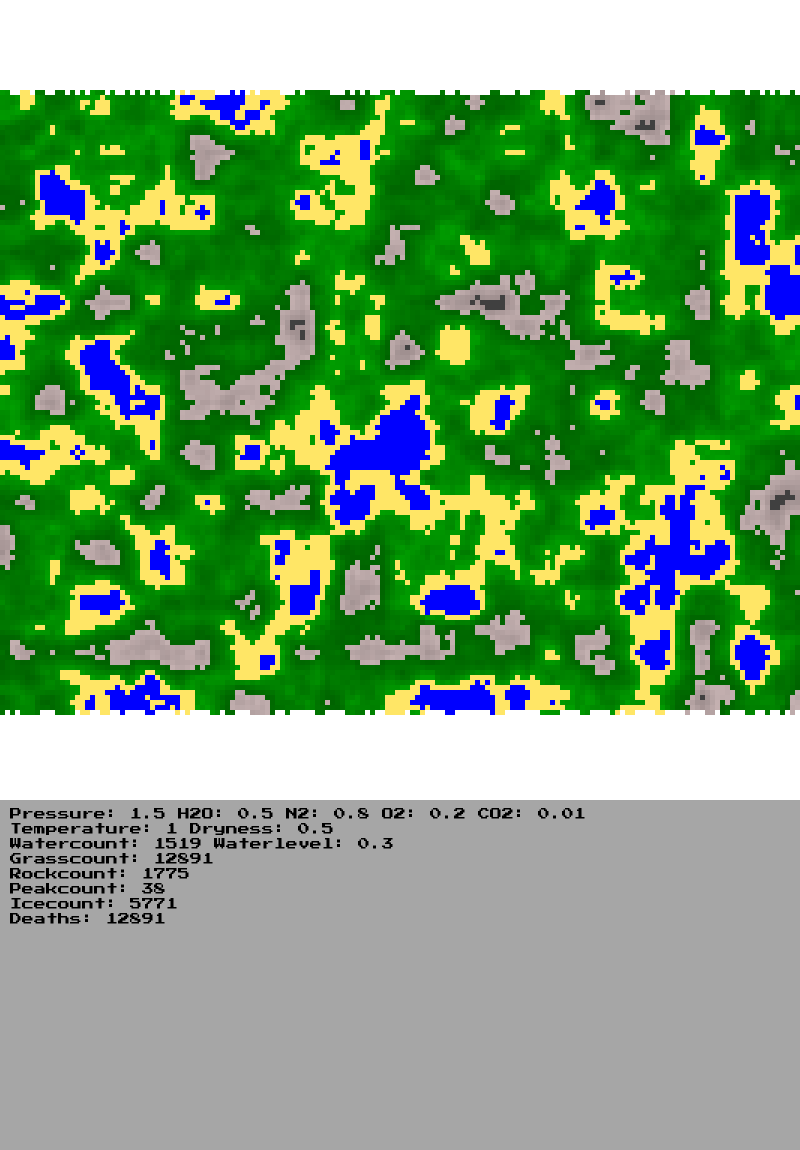 Pressure: 1.5 H2O: 0.5 N2: 0.8 O2: 0.2 CO2: 0.01
Temperature: 1 Dryness: 0.5
Watercount: 1519 Waterlevel: 0.3
Grasscount: 12891
Rockcount: 1775
Peakcount: 38
Icecount: 5771
Deaths: 12891